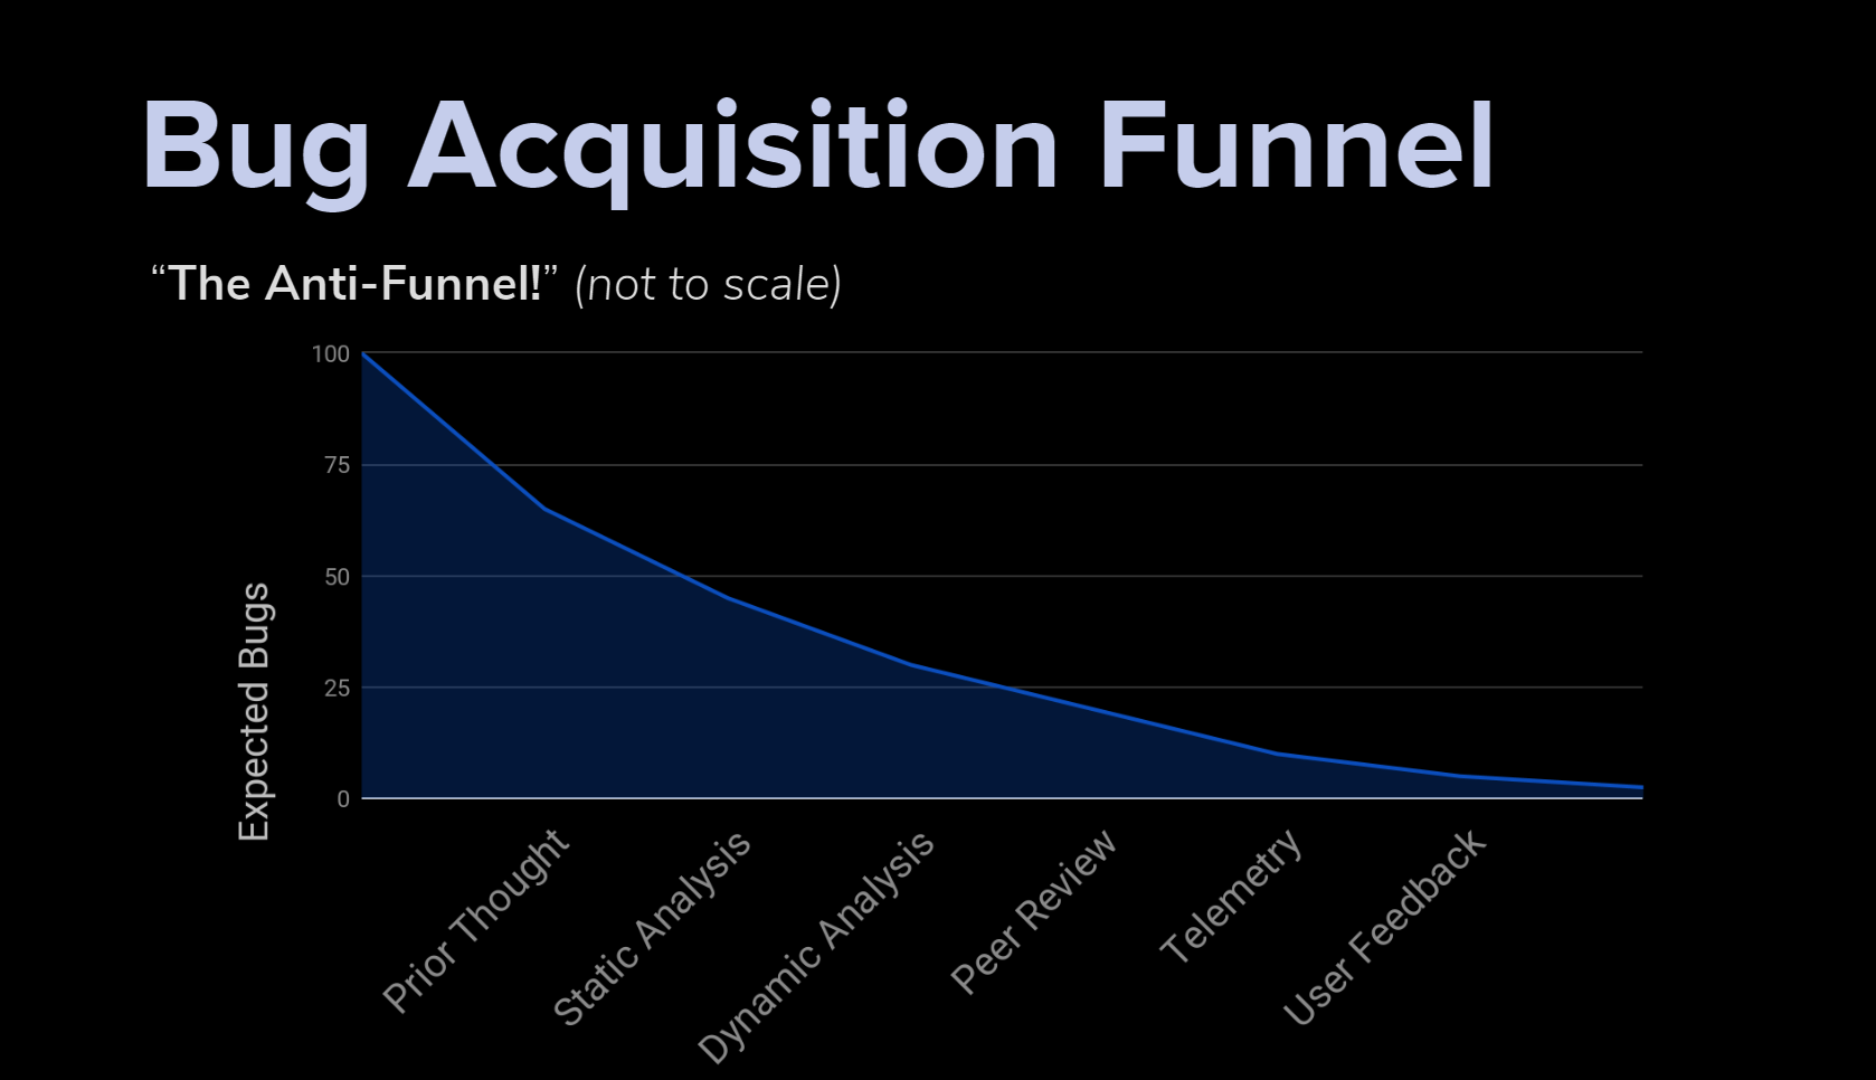 Bug Acquisition Funnel
“The Anti-Funnel!” (not to scale)
100
75
50
25
0
Expected Bugs
Prior Thought
Static Analysis
Dynamic Analysis
Peer Review
Telemetry
User Feedback